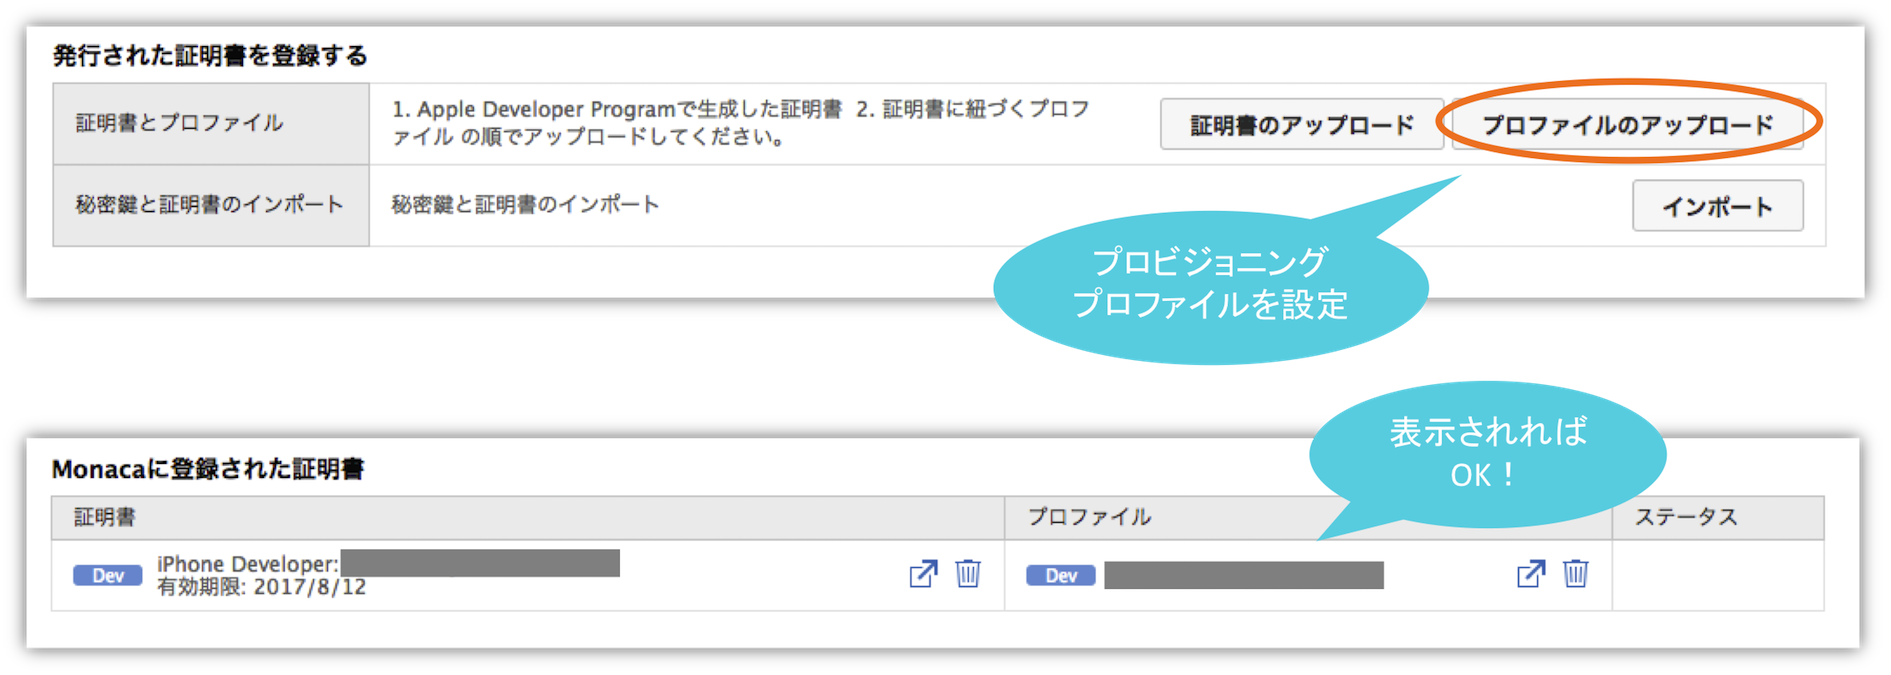 発行された証明書を登録する
証明書とプロファイル
1. Apple Developer Programで生成した証明書 2. 証明書に紐づくプロフ
ァイル の順でアップロードしてください。
証明書のアップロード
プロファイルのアップロード
秘密鍵と証明書のインポート
秘密鍵と証明書のインポート
インポート
プロビジョニング
プロファイルを設定
表示されれば
OK！
Monacaに登録された証明書
証明書
プロファイル
ステータス
Dev
iPhone Developer:
有効期限: 2017/8/12
Dev